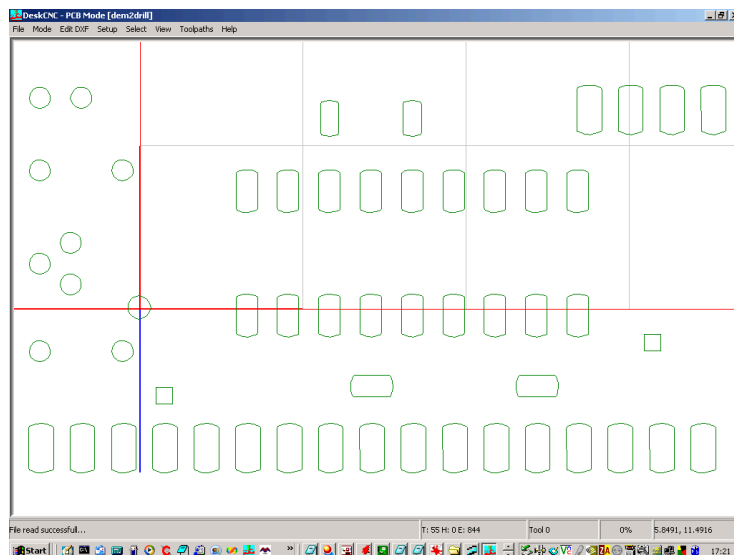 DeskCNC - PCB Mode [dem2drill]
File Mode Edit DXF Setup Select View Toolpaths Help
File read successfull... T: 55 H: 0 E: 844 Tool 0 0% 5.8491, 11.4916
Start » 17:21